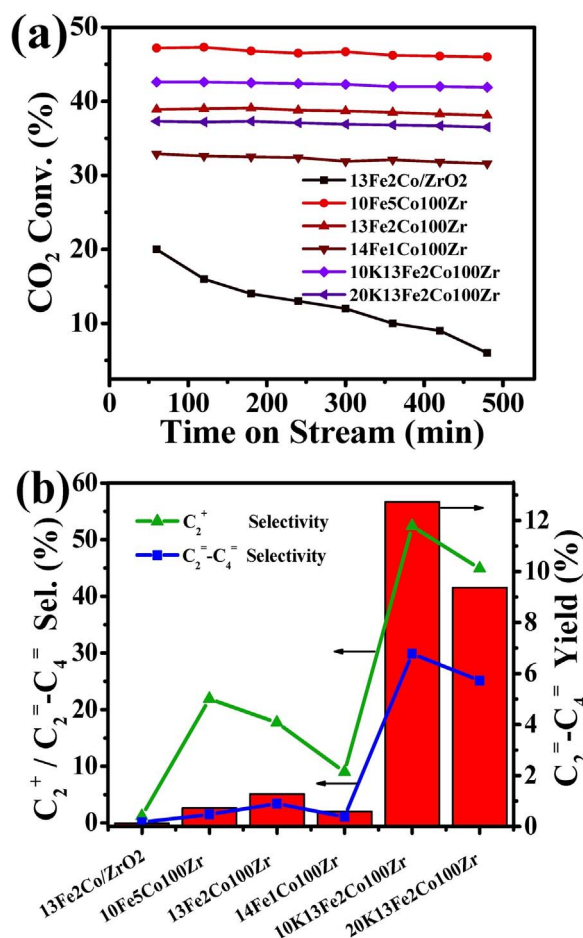 (a)
50
40
30
20
10
CO₂ Conv. (%)
13Fe2Co/ZrO2
10Fe5Co100Zr
13Fe2Co100Zr
14Fe1Co100Zr
10K13Fe2Co100Zr
20K13Fe2Co100Zr
0 100 200 300 400 500
Time on Stream (min)
(b)
60
50
40
30
20
10
0
C₂⁺ / C₂⁼-C₄⁼ Sel. (%)
C₂⁺ Selectivity
C₂⁼-C₄⁼ Selectivity
12
10
8
6
4
2
0
C₂⁼-C₄⁼ Yield (%)
13Fe2Co/ZrO2
10Fe5Co100Zr
13Fe2Co100Zr
14Fe1Co100Zr
10K13Fe2Co100Zr
20K13Fe2Co100Zr